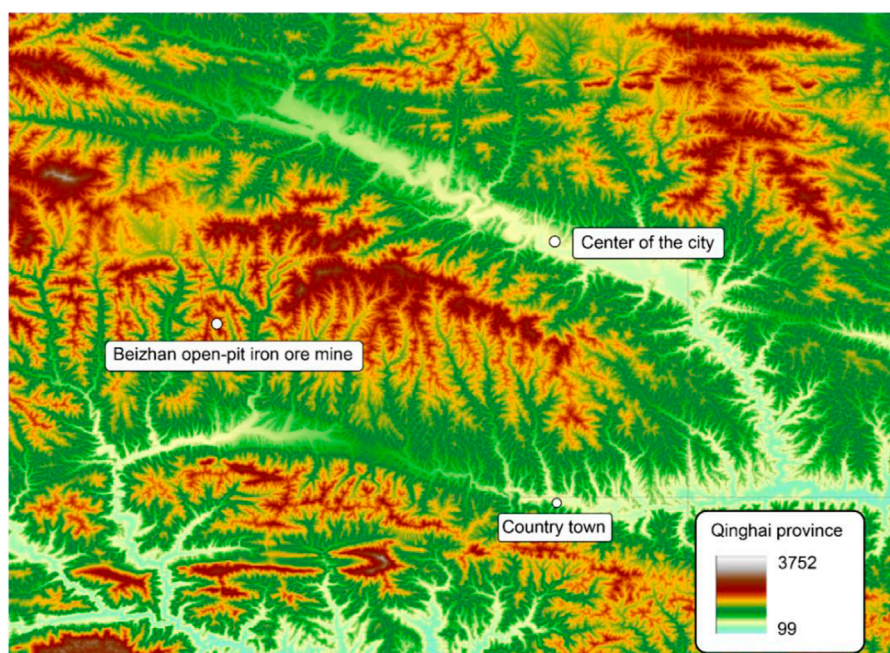 Center of the city
Beizhan open-pit iron ore mine
Country town
Qinghai province
3752
99